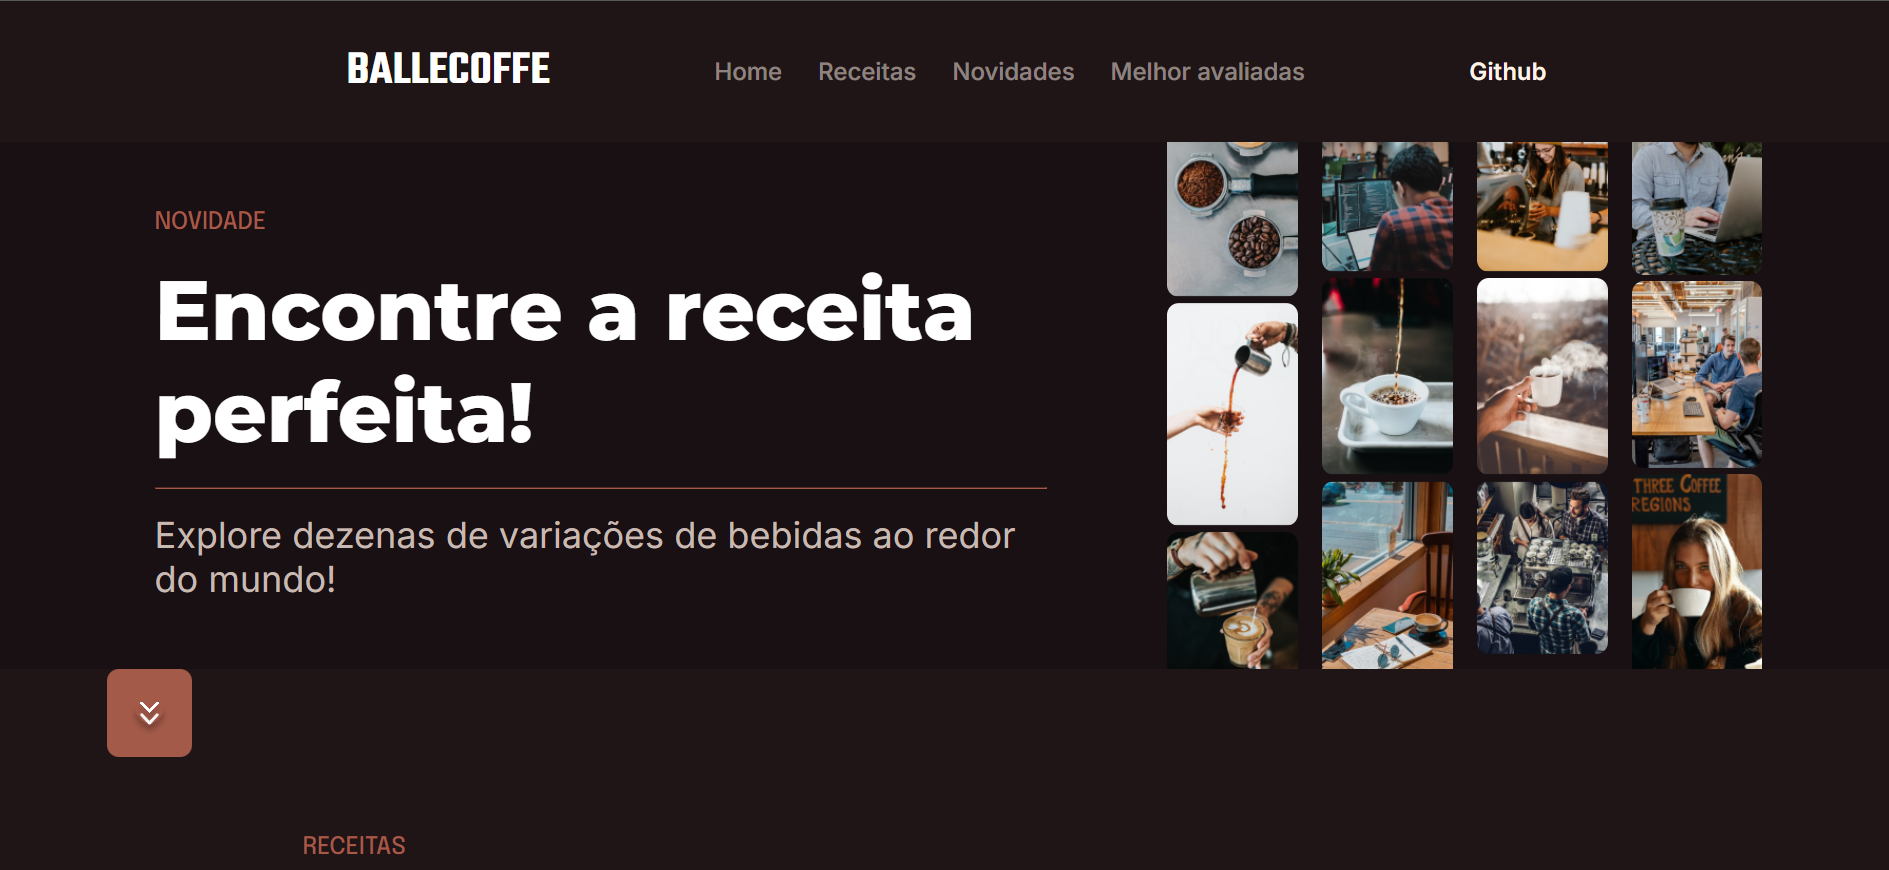 BALLECOFFE
Home Receitas Novidades Melhor avaliadas Github
NOVIDADE
Encontre a receita
perfeita!
Explore dezenas de variações de bebidas ao redor
do mundo!
THREE COFFEE
REGIONS
RECEITAS